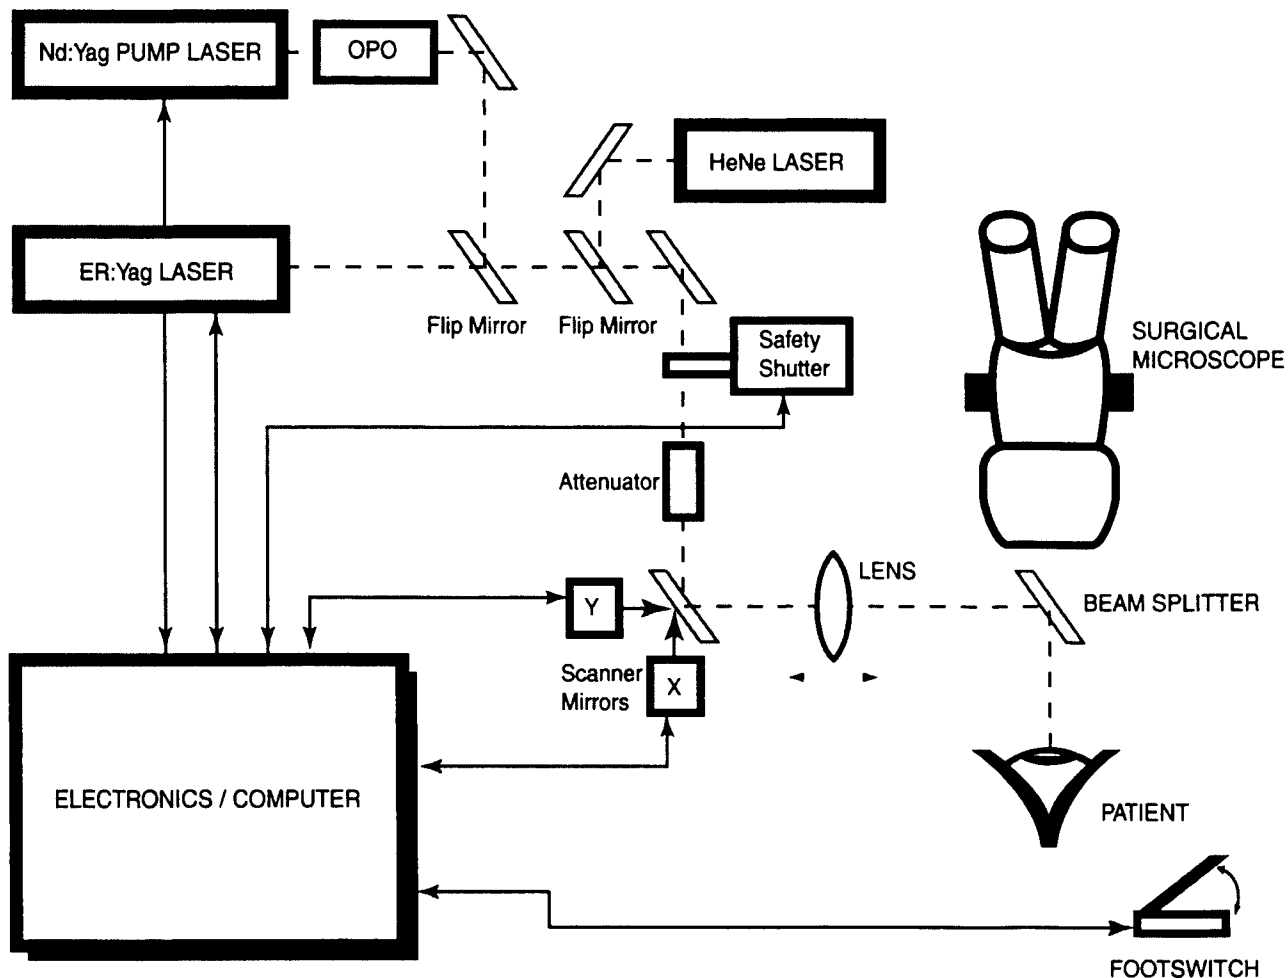 Nd:Yag PUMP LASER
OPO
HeNe LASER
ER:Yag LASER
Flip Mirror
Flip Mirror
Safety
Shutter
SURGICAL
MICROSCOPE
Attenuator
LENS
Y
BEAM SPLITTER
Scanner
Mirrors
X
ELECTRONICS / COMPUTER
PATIENT
FOOTSWITCH